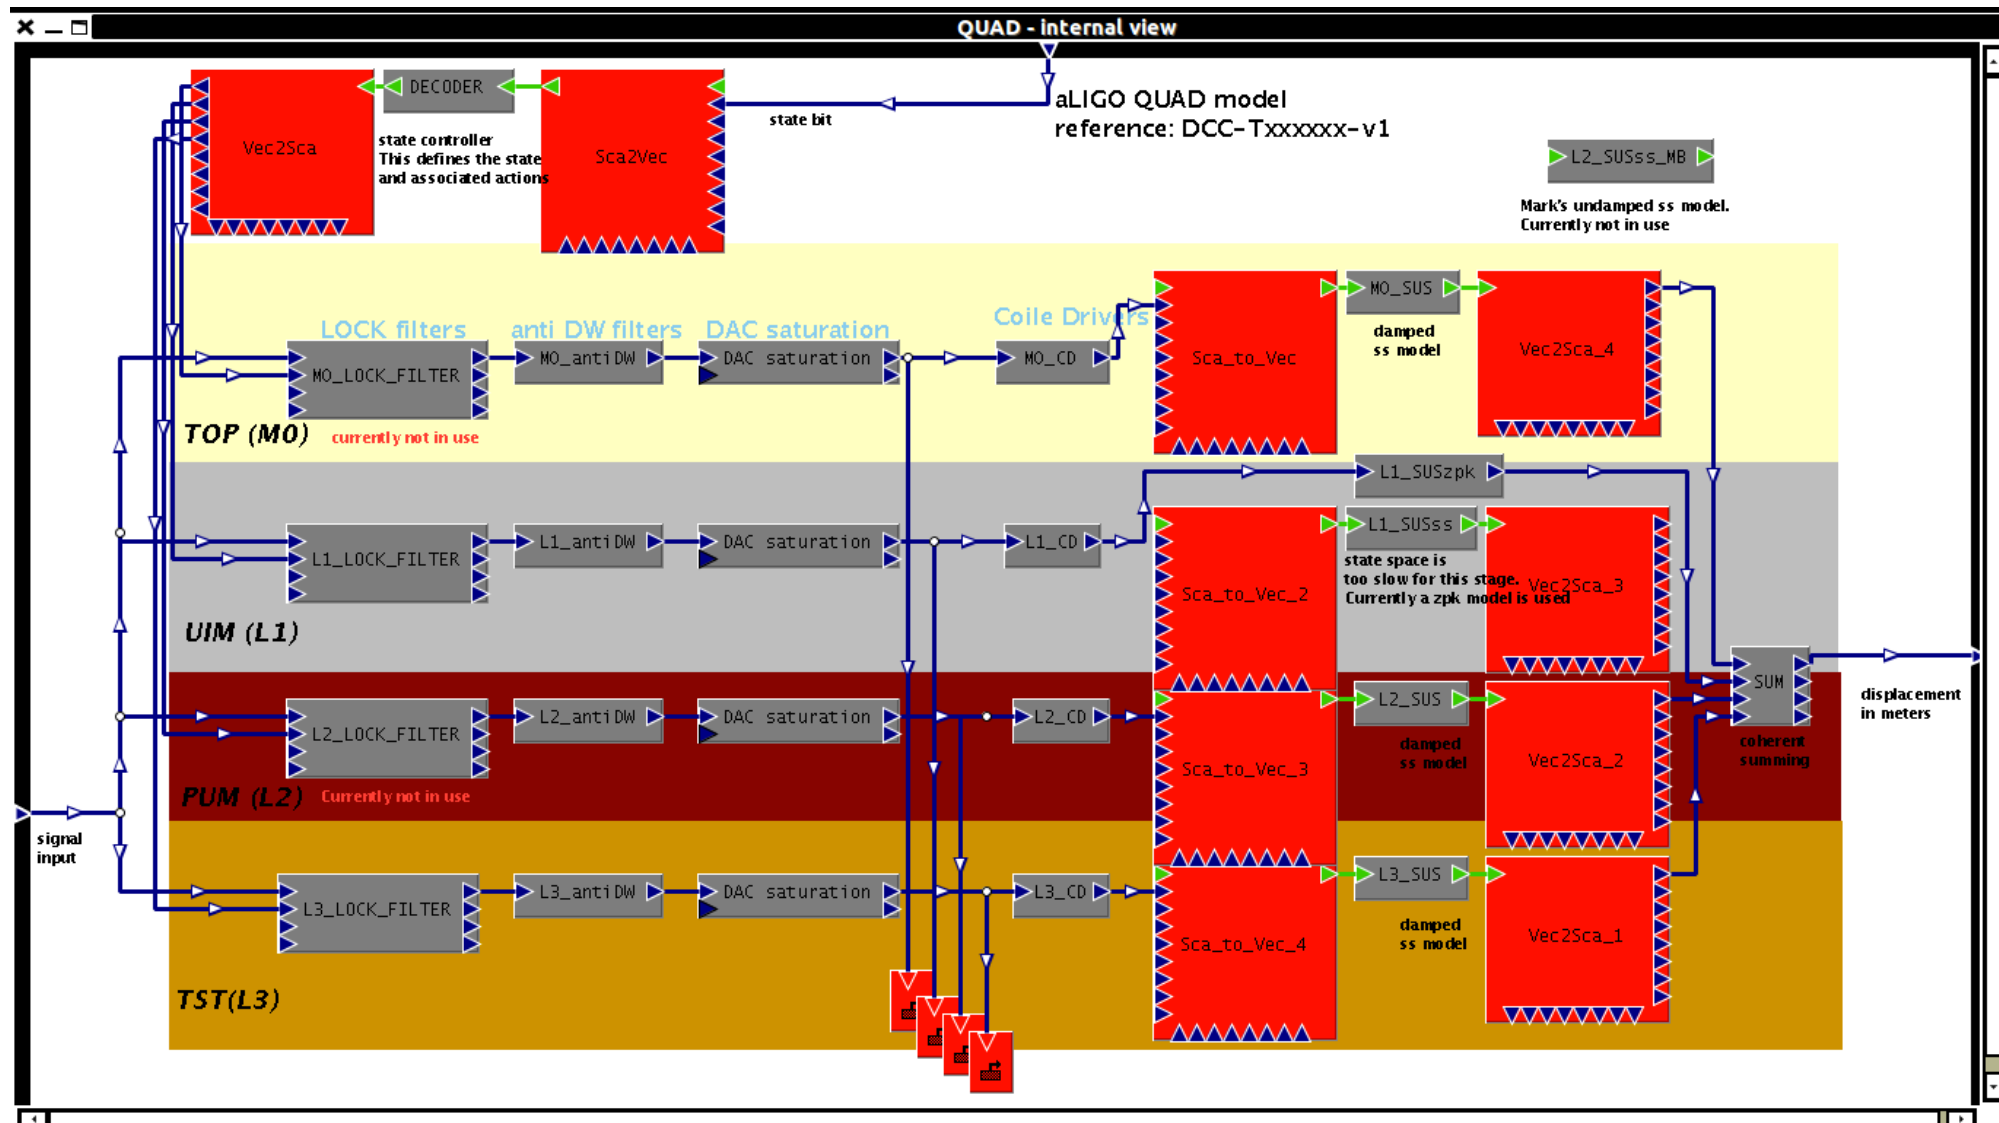 QUAD - internal view
DECODER
Vec2Sca
state controller
This defines the state
and associated actions
Sca2Vec
state bit
aLIGO QUAD model
reference: DCC-Txxxxxx-v1
L2_SUSss_MB
Mark's undamped ss model.
Currently not in use
LOCK filters
anti DW filters
DAC saturation
Coile Drivers
M0_LOCK_FILTER
M0_antiDW
DAC saturation
M0_CD
Sca_to_Vec
M0_SUS
damped
ss model
Vec2Sca_4
TOP (M0)
currently not in use
L1_SUSzpk
L1_LOCK_FILTER
L1_antiDW
DAC saturation
L1_CD
Sca_to_Vec_2
L1_SUSss
state space is
too slow for this stage.
Currently a zpk model is used
Vec2Sca_3
UIM (L1)
L2_LOCK_FILTER
L2_antiDW
DAC saturation
L2_CD
Sca_to_Vec_3
L2_SUS
damped
ss model
Vec2Sca_2
SUM
coherent
summing
displacement
in meters
PUM (L2)
Currently not in use
signal
input
L3_LOCK_FILTER
L3_antiDW
DAC saturation
L3_CD
Sca_to_Vec_4
L3_SUS
damped
ss model
Vec2Sca_1
TST(L3)